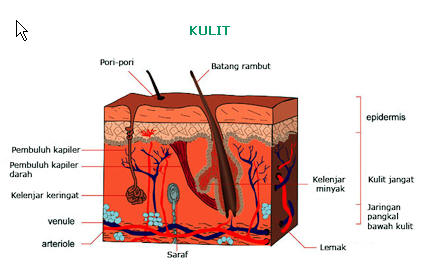 KULIT
Pori-pori
Batang rambut
epidermis
Pembuluh kapiler
Pembuluh kapiler
darah
Kelenjar keringat
Kelenjar
minyak
Kulit jangat
venule
Jaringan
pangkal
bawah kulit
arteriole
Saraf
Lemak